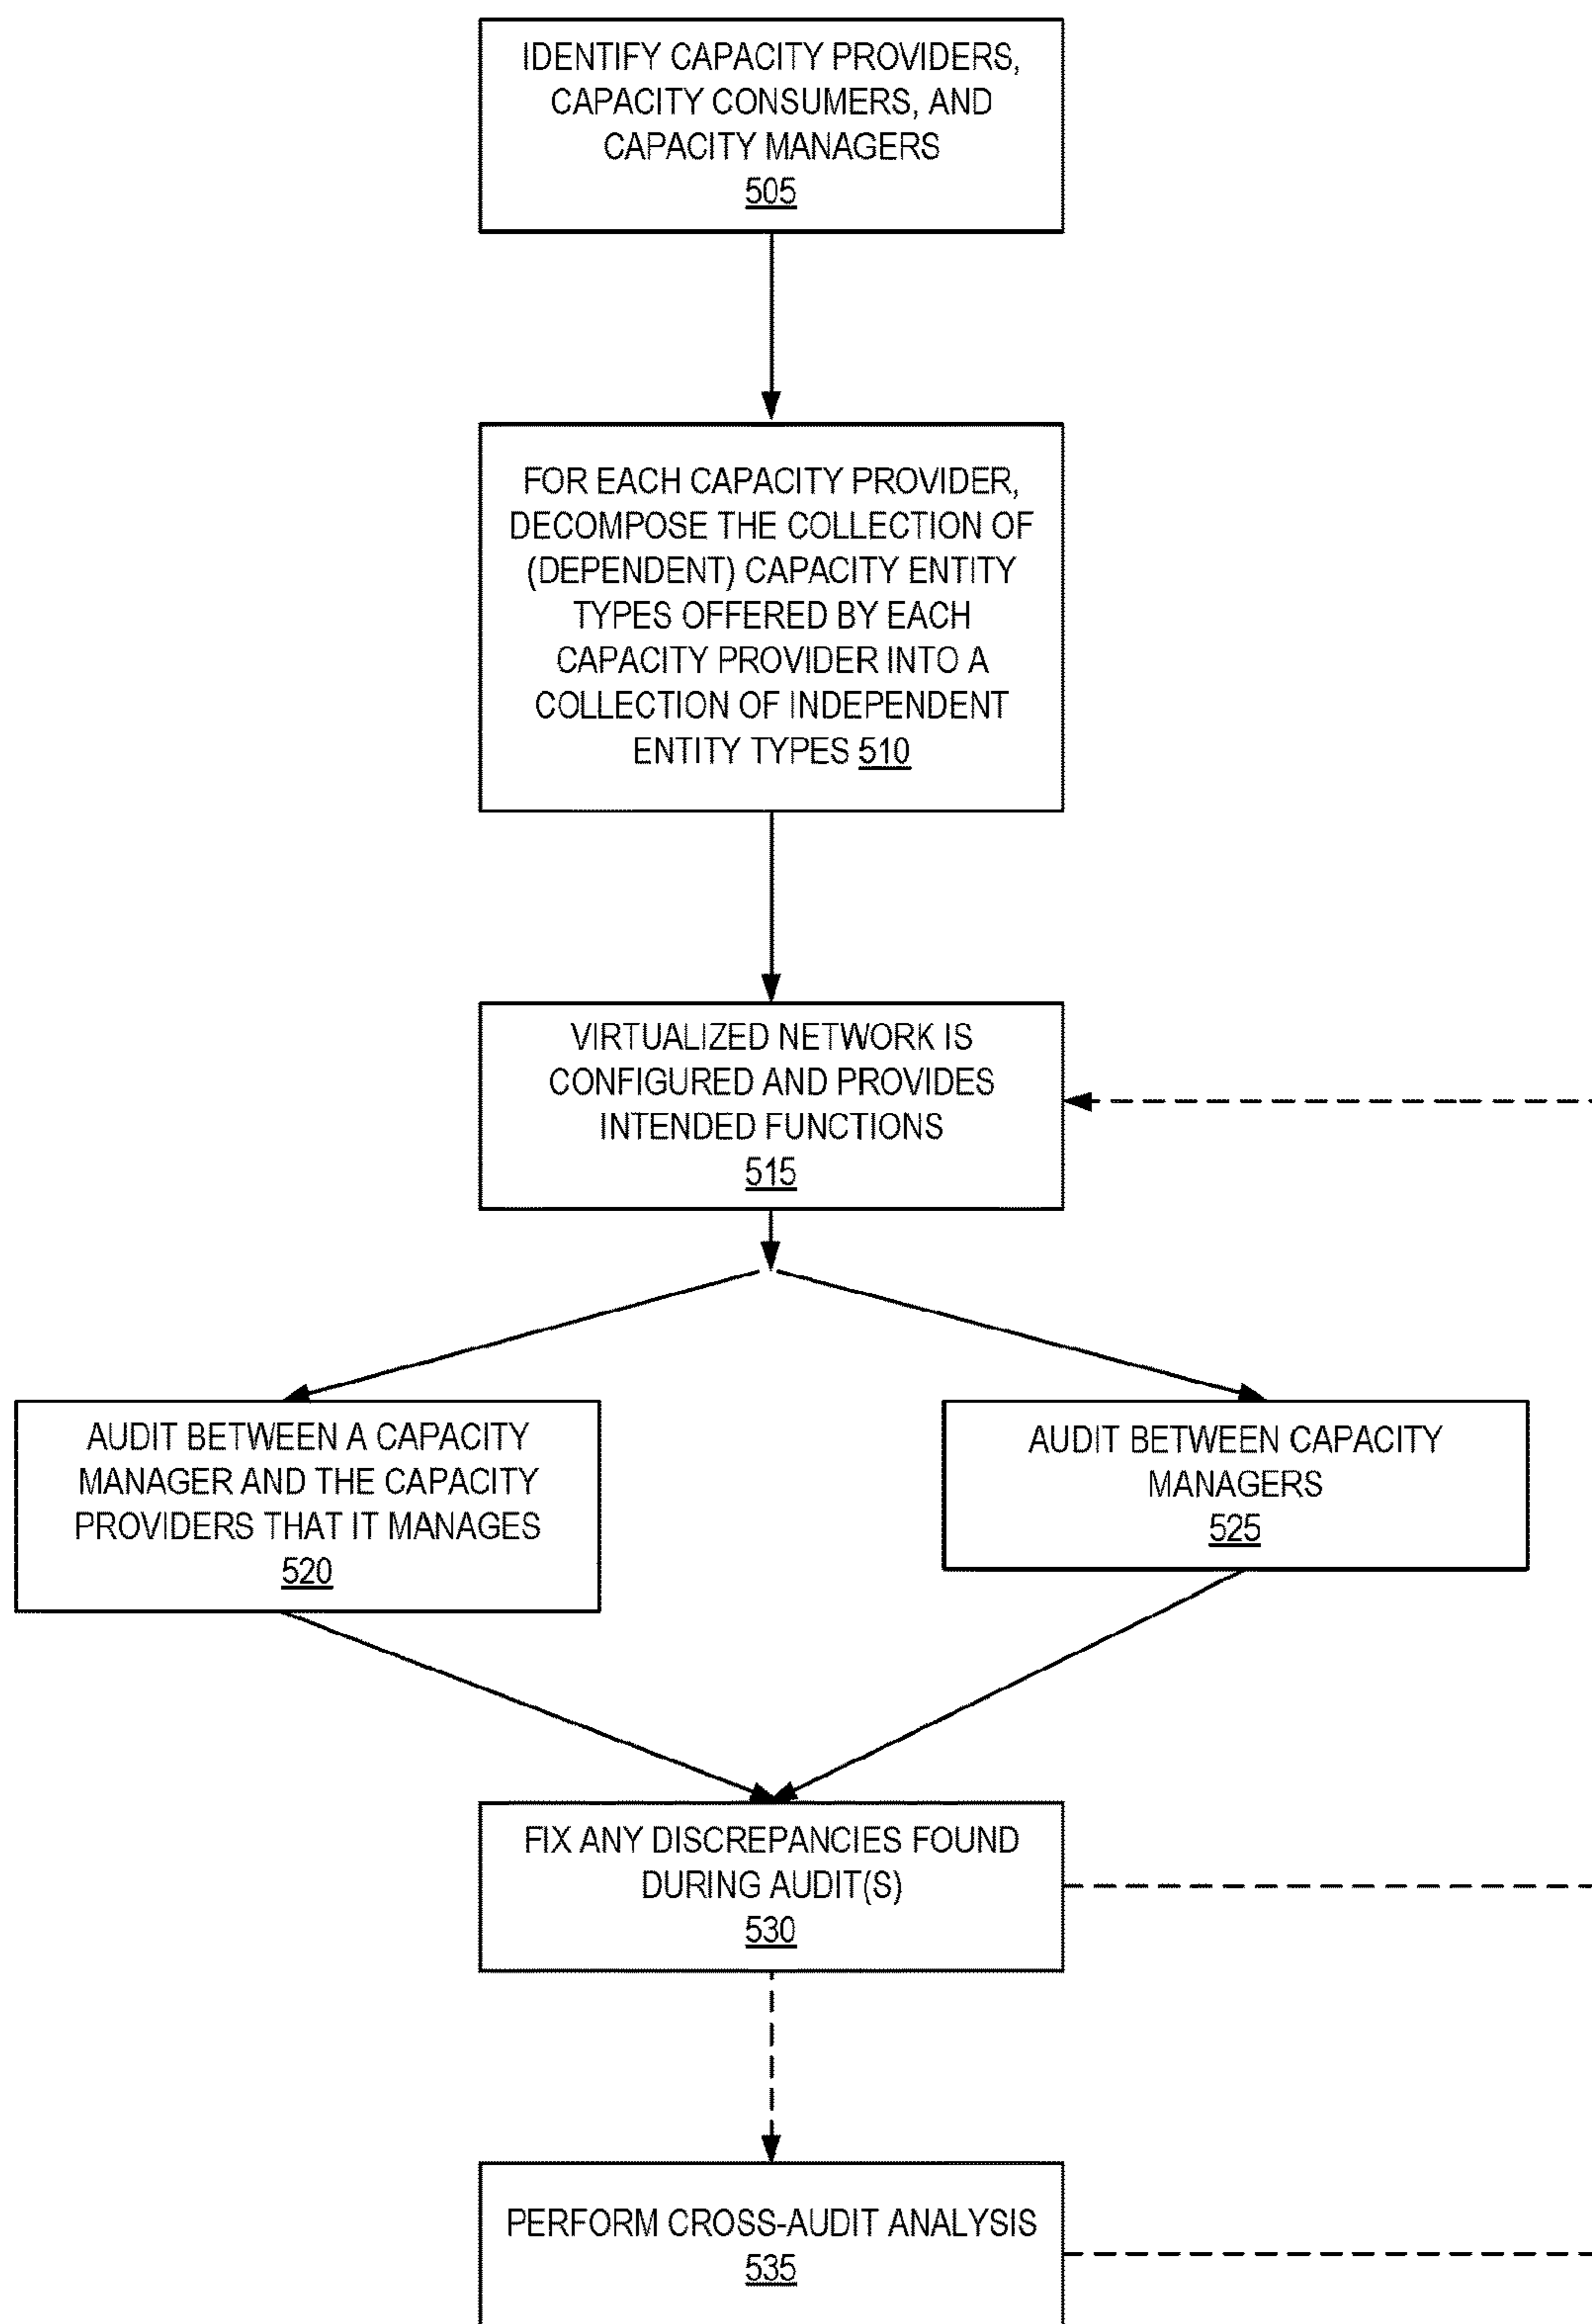 IDENTIFY CAPACITY PROVIDERS,
CAPACITY CONSUMERS, AND
CAPACITY MANAGERS
505
FOR EACH CAPACITY PROVIDER,
DECOMPOSE THE COLLECTION OF
(DEPENDENT) CAPACITY ENTITY
TYPES OFFERED BY EACH
CAPACITY PROVIDER INTO A
COLLECTION OF INDEPENDENT
ENTITY TYPES 510
VIRTUALIZED NETWORK IS
CONFIGURED AND PROVIDES
INTENDED FUNCTIONS
515
AUDIT BETWEEN A CAPACITY
MANAGER AND THE CAPACITY
PROVIDERS THAT IT MANAGES
520
AUDIT BETWEEN CAPACITY
MANAGERS
525
FIX ANY DISCREPANCIES FOUND
DURING AUDIT(S)
530
PERFORM CROSS-AUDIT ANALYSIS
535